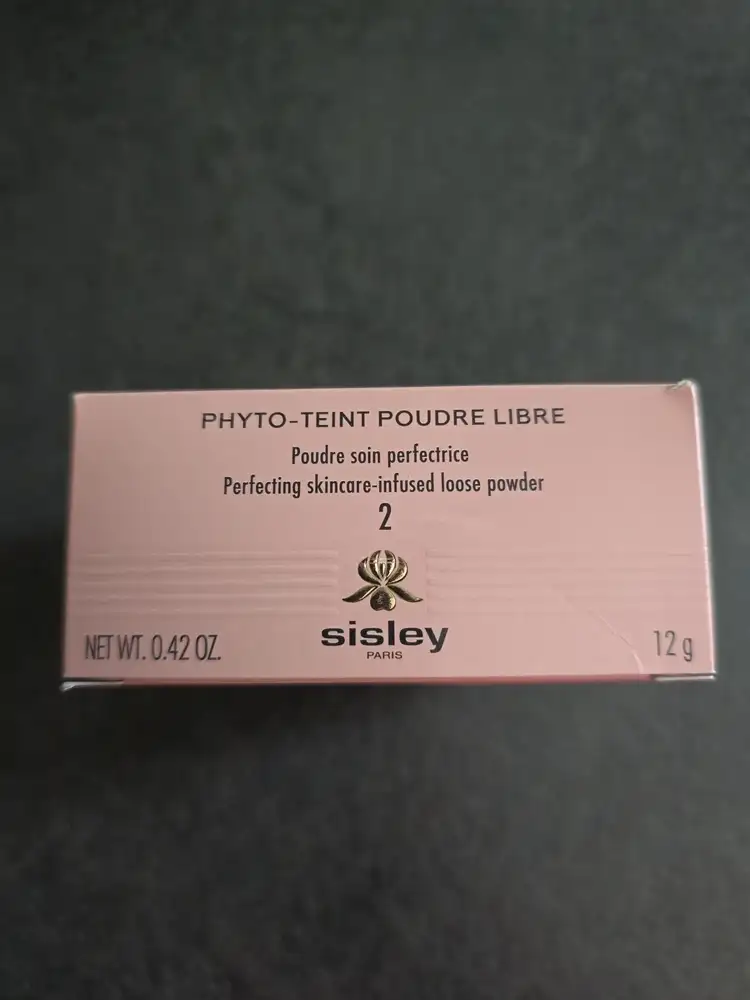 PHYTO-TEINT POUDRE LIBRE
Poudre soin perfectrice
Perfecting skincare-infused loose powder
2
sisley
PARIS
NET WT. 0.42 OZ.
12 g